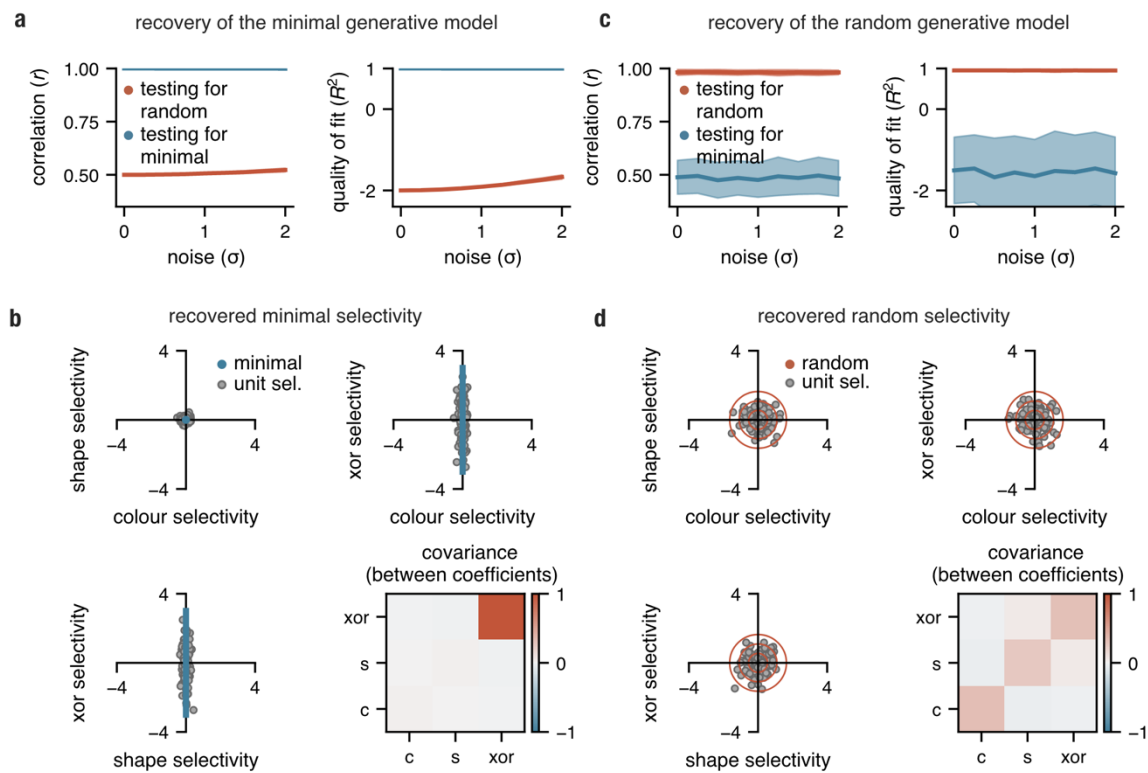 a
recovery of the minimal generative model
correlation (r)
1.00
0.75
0.50
testing for
random
testing for
minimal
0
1
2
noise (σ)
quality of fit (R²)
1
0
−2
0
1
2
noise (σ)
c
recovery of the random generative model
correlation (r)
1.00
0.75
0.50
testing for
random
testing for
minimal
0
1
2
noise (σ)
quality of fit (R²)
1
0
−2
0
1
2
noise (σ)
b
recovered minimal selectivity
shape selectivity
4
−4
4
−4
colour selectivity
minimal
unit sel.
xor selectivity
4
−4
4
−4
colour selectivity
xor selectivity
4
−4
4
−4
shape selectivity
covariance
(between coefficients)
xor
s
c
c
s
xor
1
0
−1
d
recovered random selectivity
shape selectivity
4
−4
4
−4
colour selectivity
random
unit sel.
xor selectivity
4
−4
4
−4
colour selectivity
xor selectivity
4
−4
4
−4
shape selectivity
covariance
(between coefficients)
xor
s
c
c
s
xor
1
0
−1